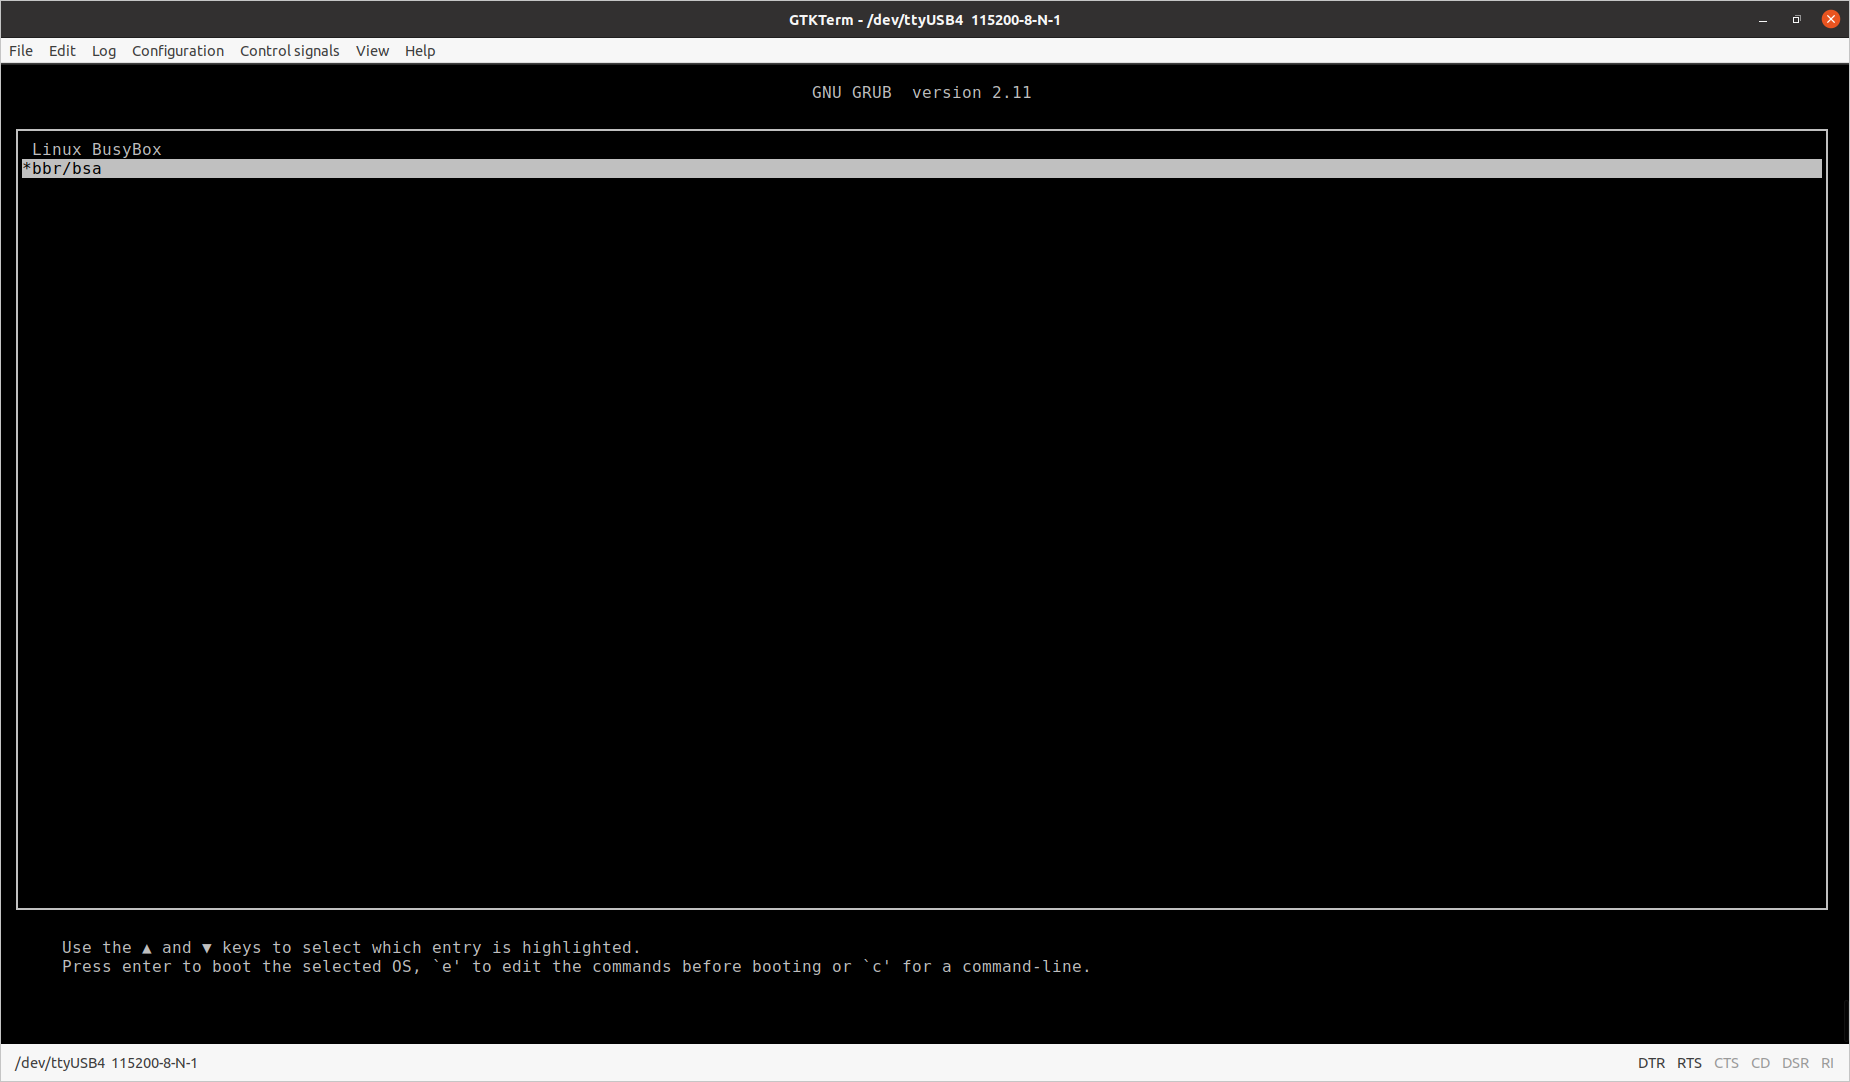 GTKTerm - /dev/ttyUSB4  115200-8-N-1
File Edit Log Configuration Control signals View Help
GNU GRUB  version 2.11
Linux BusyBox
*bbr/bsa
Use the ▲ and ▼ keys to select which entry is highlighted.
Press enter to boot the selected OS, `e' to edit the commands before booting or `c' for a command-line.
/dev/ttyUSB4  115200-8-N-1 DTR RTS CTS CD DSR RI